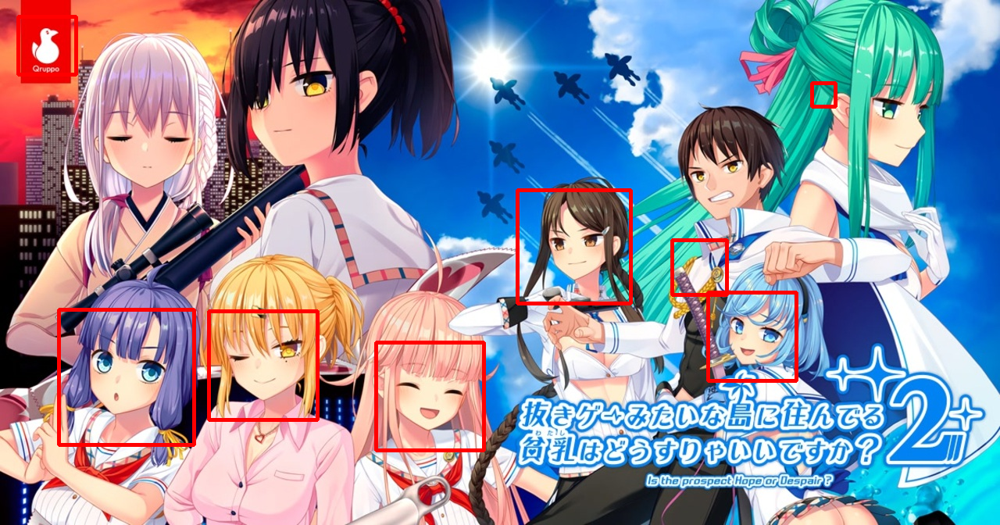 Qruppo
抜きゲーみたいな島に住んでる
わたし
貧乳はどうすりゃいいですか？2
Is the prospect Hope or Despair ?